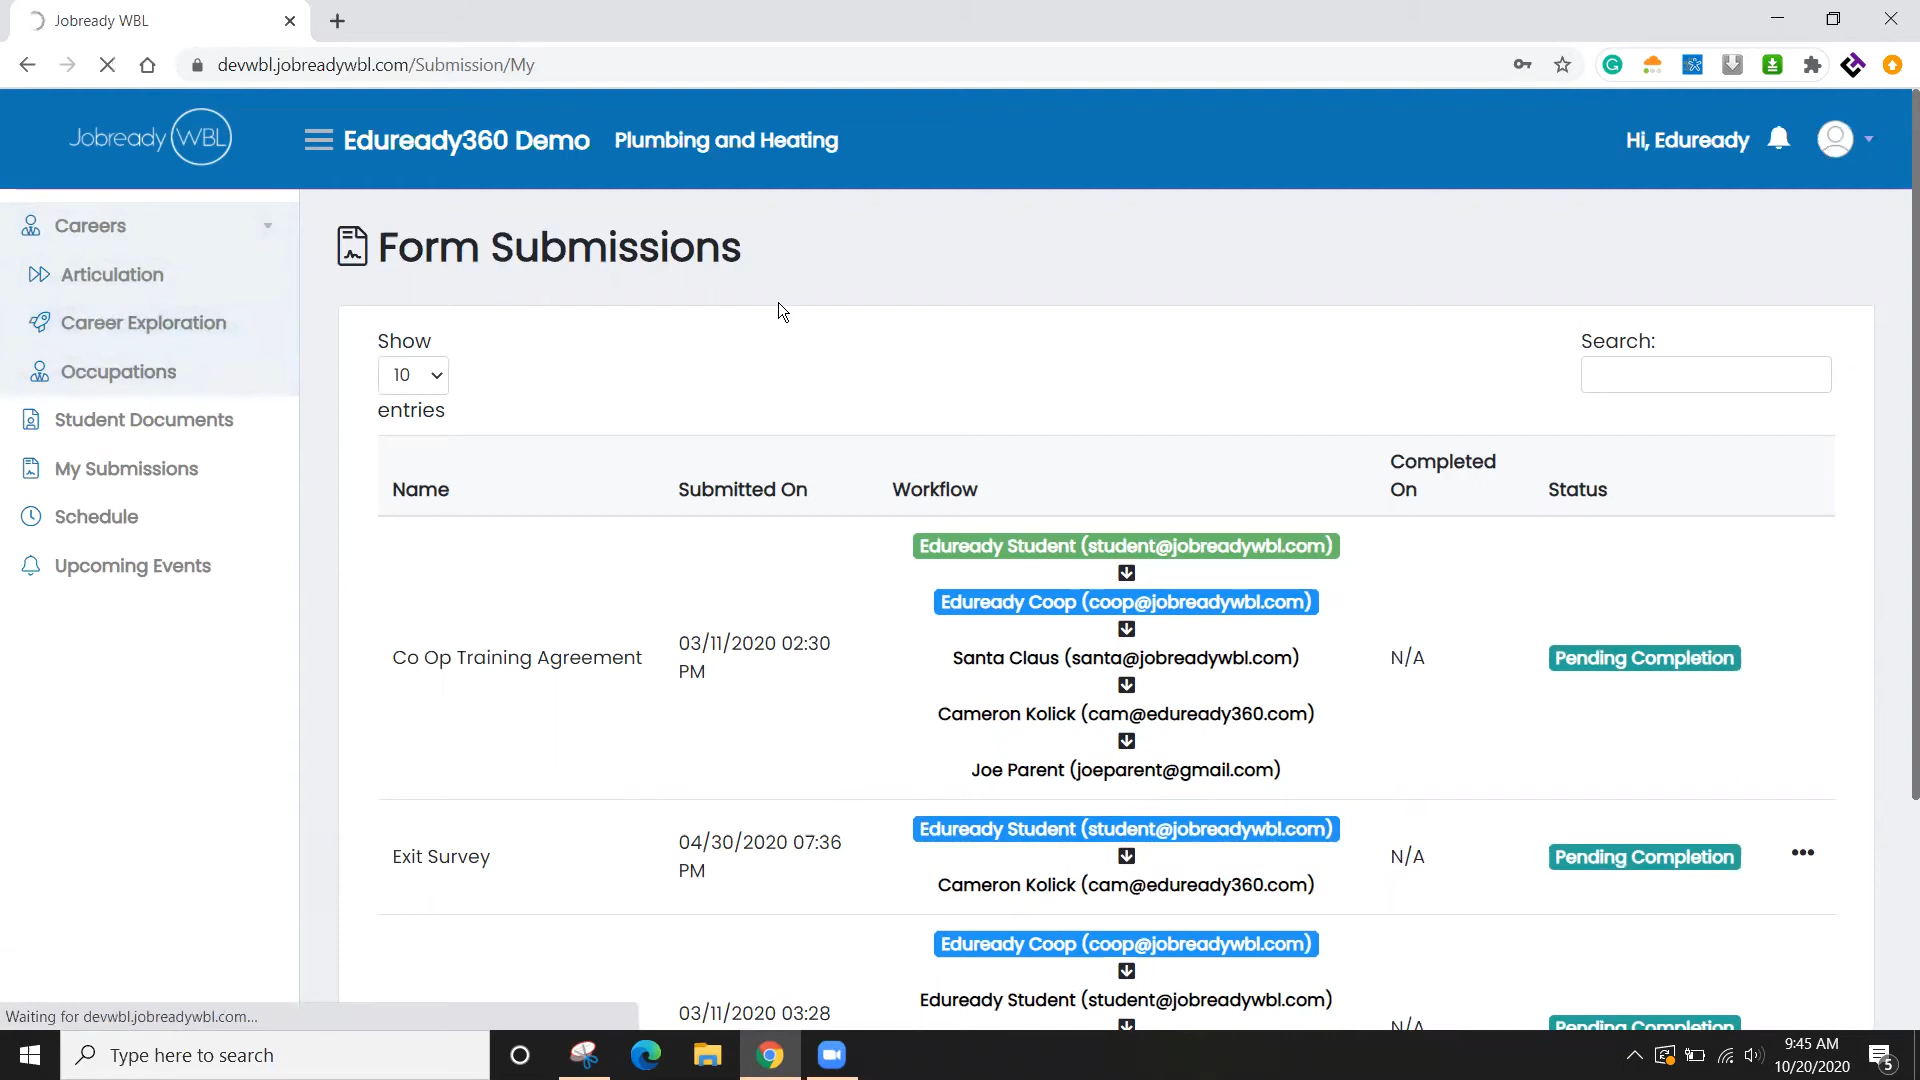 Jobready WBL
devwbl.jobreadywbl.com/Submission/My
Jobready WBL
Eduready360 Demo Plumbing and Heating
Hi, Eduready
Careers
Articulation
Career Exploration
Occupations
Student Documents
My Submissions
Schedule
Upcoming Events
Form Submissions
Show
10
entries
Search:
Name Submitted On Workflow Completed On Status
Co Op Training Agreement
03/11/2020 02:30
PM
Eduready Student (student@jobreadywbl.com)
Eduready Coop (coop@jobreadywbl.com)
Santa Claus (santa@jobreadywbl.com)
Cameron Kolick (cam@eduready360.com)
Joe Parent (joeparent@gmail.com)
N/A
Pending Completion
Exit Survey
04/30/2020 07:36
PM
Eduready Student (student@jobreadywbl.com)
Cameron Kolick (cam@eduready360.com)
N/A
Pending Completion
•••
03/11/2020 03:28
Eduready Coop (coop@jobreadywbl.com)
Eduready Student (student@jobreadywbl.com)
N/A
Pending Completion
Waiting for devwbl.jobreadywbl.com...
Type here to search
9:45 AM
10/20/2020
5